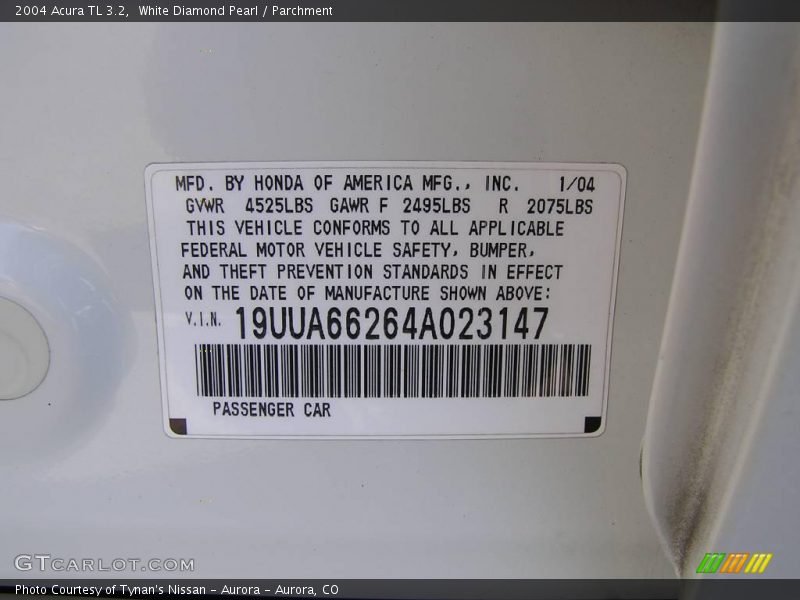 2004 Acura TL 3.2,  White Diamond Pearl / Parchment
MFD. BY HONDA OF AMERICA MFG., INC. 1/04
GVWR 4525LBS GAWR F 2495LBS R 2075LBS
THIS VEHICLE CONFORMS TO ALL APPLICABLE
FEDERAL MOTOR VEHICLE SAFETY, BUMPER,
AND THEFT PREVENTION STANDARDS IN EFFECT
ON THE DATE OF MANUFACTURE SHOWN ABOVE:
V.I.N. 19UUA66264A023147
PASSENGER CAR
GTCARLOT.COM
Photo Courtesy of Tynan's Nissan - Aurora - Aurora, CO